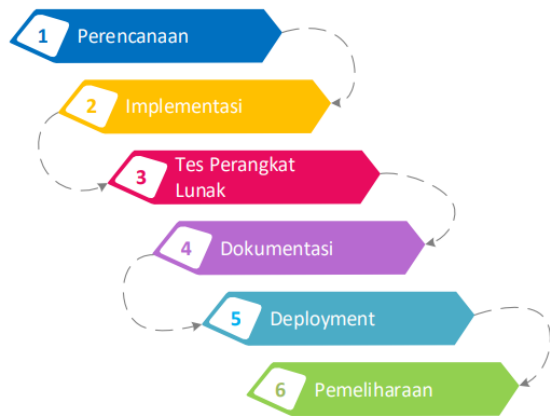 1 Perencanaan
2 Implementasi
3 Tes Perangkat
Lunak
4 Dokumentasi
5 Deployment
6 Pemeliharaan